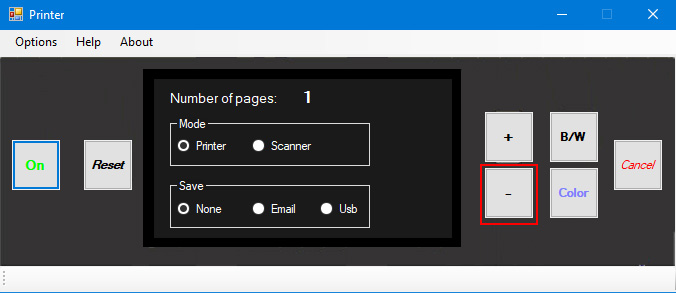 Printer
Options Help About
Number of pages: 1
Mode
Printer Scanner
Save
None Email Usb
On
Reset
+
B/W
-
Color
Cancel